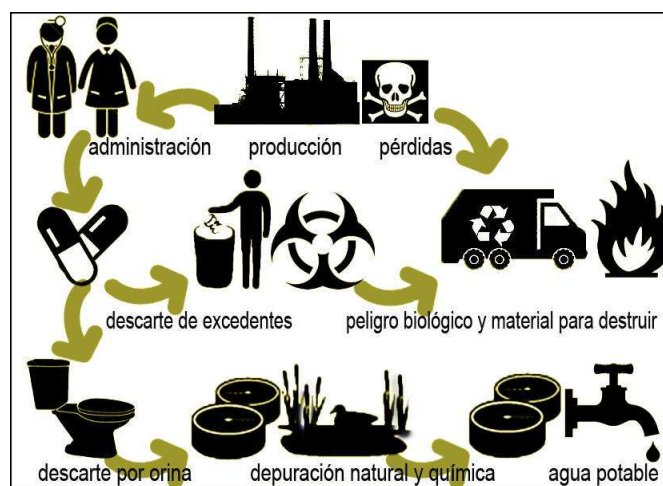 administración
producción
pérdidas
descarte de excedentes
peligro biológico y material para destruir
descarte por orina
depuración natural y química
agua potable